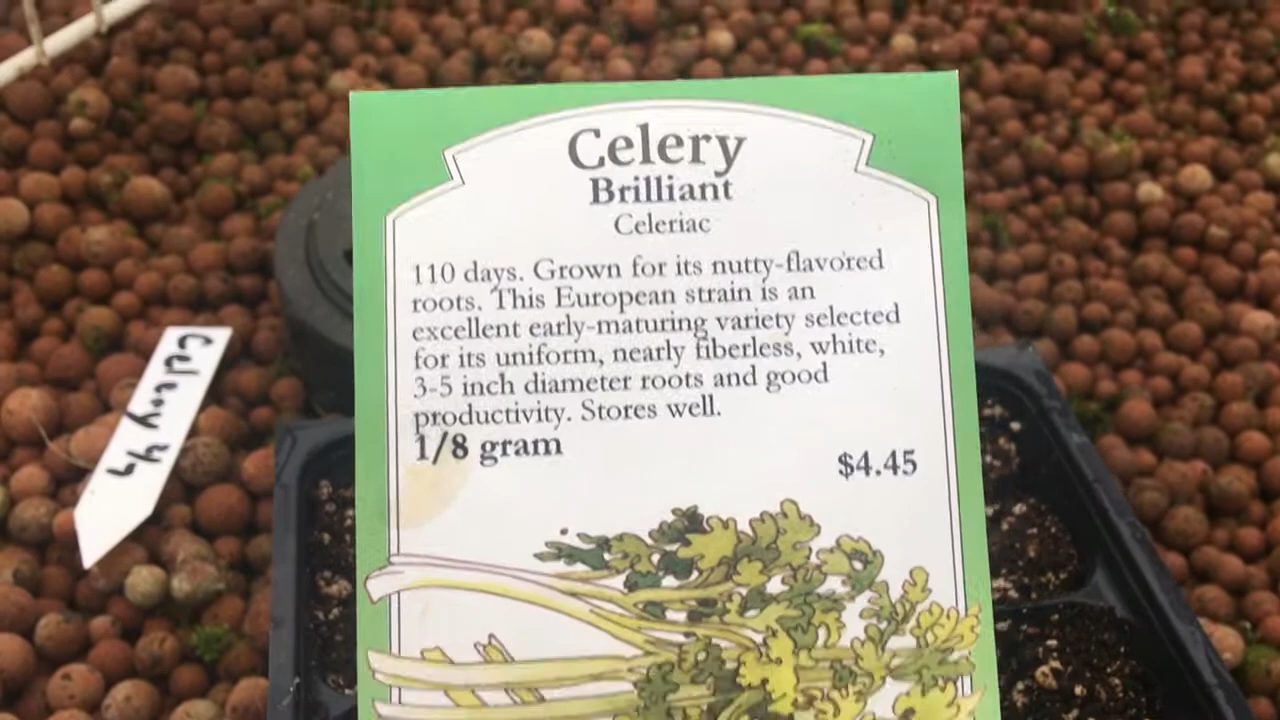 Celery
Brilliant
Celeriac
110 days. Grown for its nutty-flavored
roots. This European strain is an
excellent early-maturing variety selected
for its uniform, nearly fiberless, white,
3-5 inch diameter roots and good
productivity. Stores well.
1/8 gram
$4.45
Celery 4/7